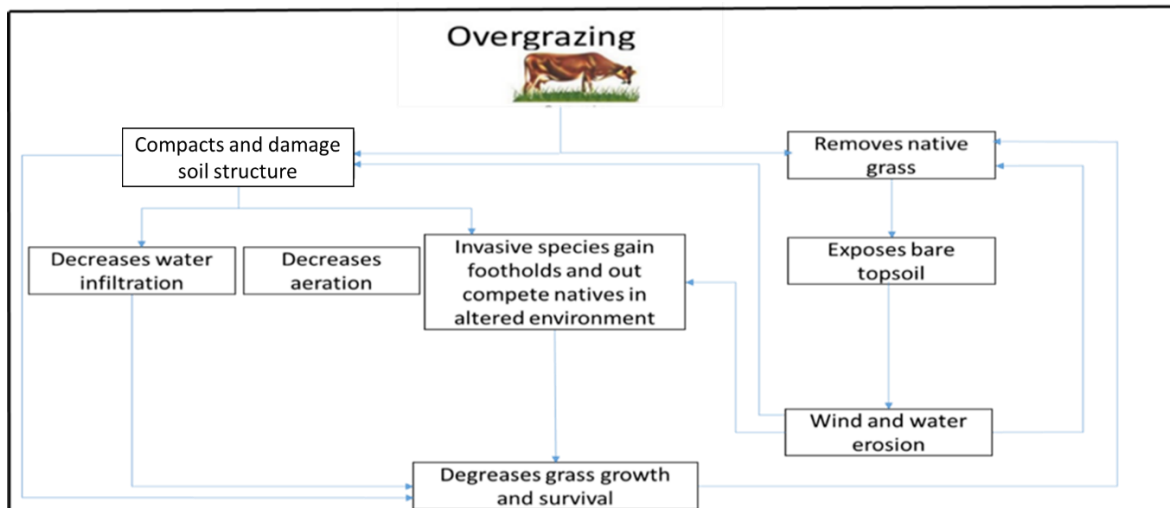 Overgrazing
Compacts and damage
soil structure
Removes native
grass
Decreases water
infiltration
Decreases
aeration
Invasive species gain
footholds and out
compete natives in
altered environment
Exposes bare
topsoil
Wind and water
erosion
Degreases grass growth
and survival